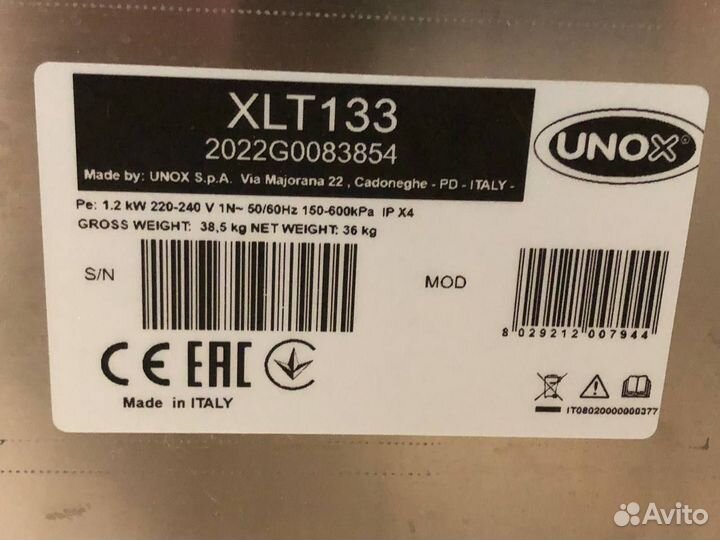 XLT133
2022G0083854
UNOX
Made by: UNOX S.p.A. Via Majorana 22 , Cadoneghe - PD - ITALY -
Pe: 1.2 kW 220-240 V 1N~ 50/60Hz 150-600kPa IP X4
GROSS WEIGHT: 38,5 kg NET WEIGHT: 36 kg
S/N
MOD
8 029212 007944
CE EAC
Made in ITALY
IT08020000000377
Avito